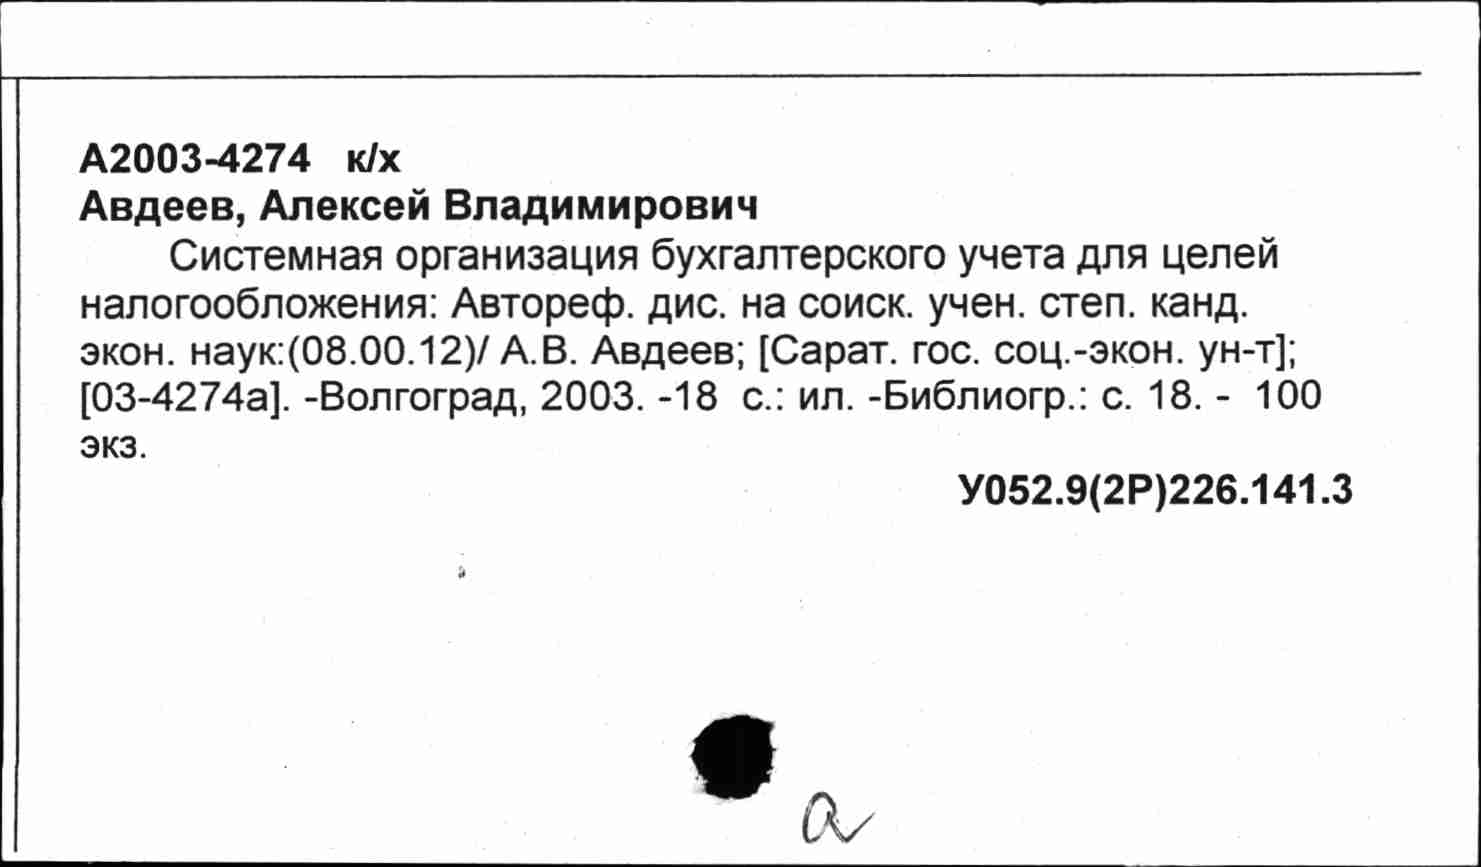 А2003-4274 к/х
Авдеев, Алексей Владимирович
Системная организация бухгалтерского учета для целей
налогообложения: Автореф. дис. на соиск. учен. степ. канд.
экон. наук:(08.00.12)/ А.В. Авдеев; [Сарат. гос. соц.-экон. ун-т];
[03-4274а]. -Волгоград, 2003. -18 с.: ил. -Библиогр.: с. 18. - 100
экз.
У052.9(2Р)226.141.3
а